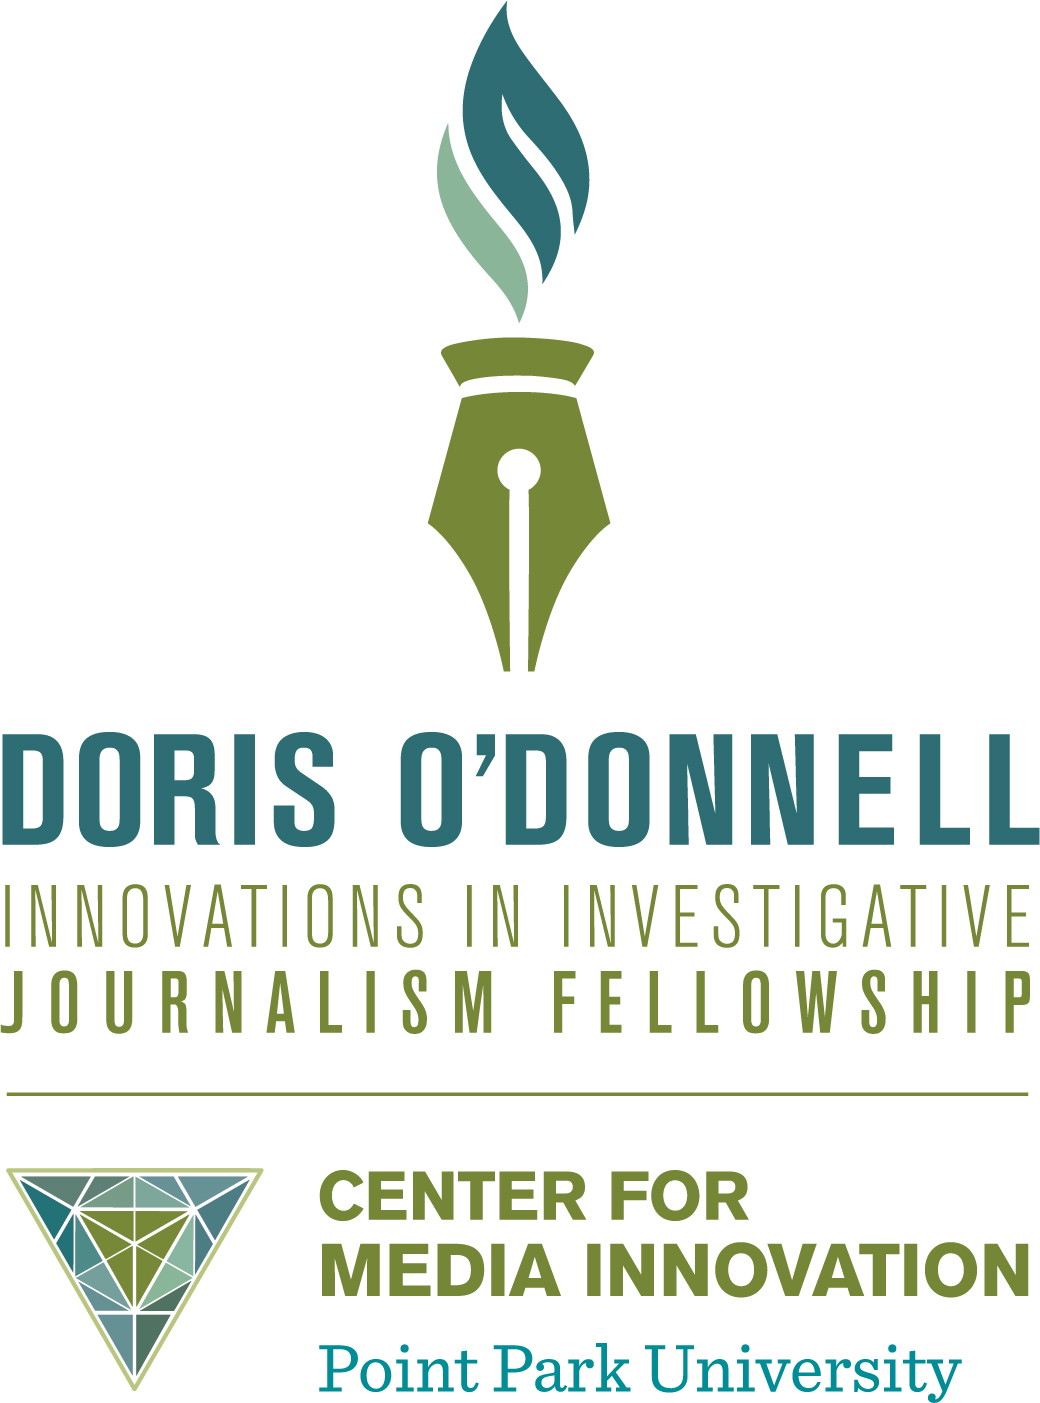 DORIS O’DONNELL
INNOVATIONS IN INVESTIGATIVE
JOURNALISM FELLOWSHIP
CENTER FOR
MEDIA INNOVATION
Point Park University